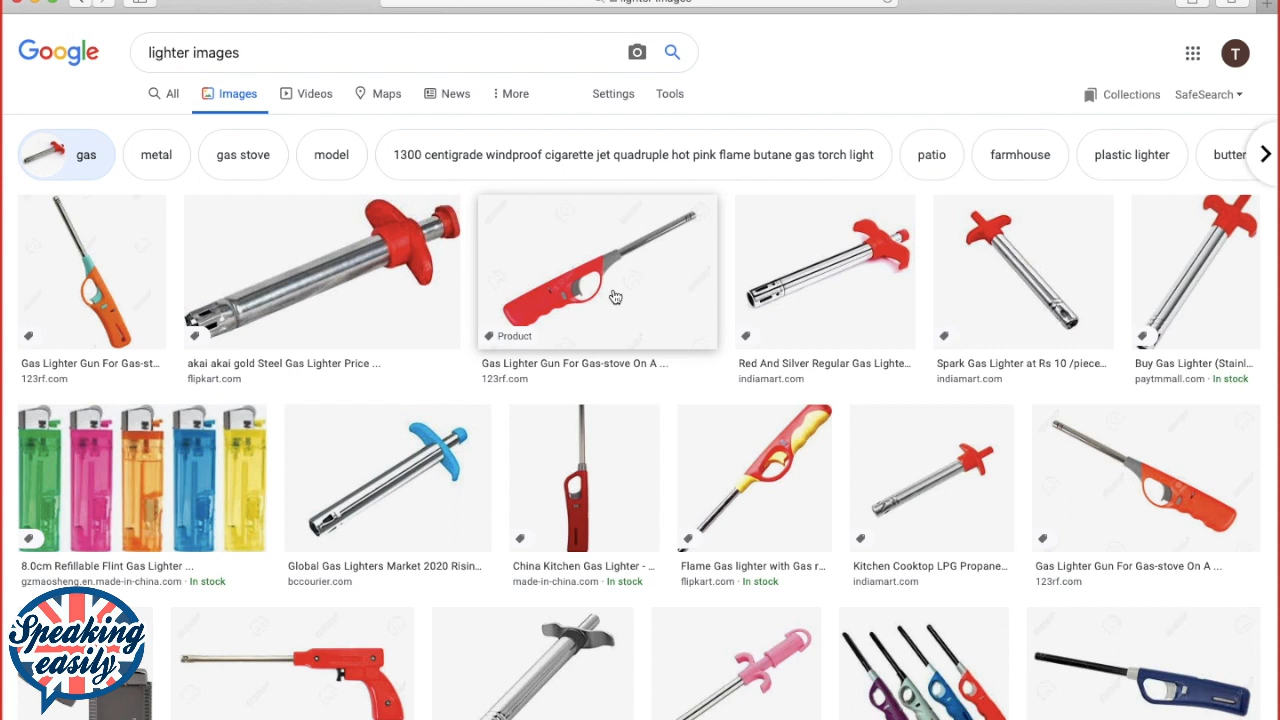 lighter images
Google
lighter images
T
All
Images
Videos
Maps
News
More
Settings
Tools
Collections
SafeSearch
gas
metal
gas stove
model
1300 centigrade windproof cigarette jet quadruple hot pink flame butane gas torch light
patio
farmhouse
plastic lighter
butter
Product
Gas Lighter Gun For Gas-st...
123rf.com
akai akai gold Steel Gas Lighter Price ...
flipkart.com
Gas Lighter Gun For Gas-stove On A ...
123rf.com
Red And Silver Regular Gas Lighte...
indiamart.com
Spark Gas Lighter at Rs 10 /piece...
indiamart.com
Buy Gas Lighter (Stainl...
paytmmall.com · In stock
8.0cm Refillable Flint Gas Lighter ...
gzmaosheng.en.made-in-china.com · In stock
Global Gas Lighters Market 2020 Risin...
bccourier.com
China Kitchen Gas Lighter - ...
made-in-china.com · In stock
Flame Gas lighter with Gas r...
flipkart.com · In stock
Kitchen Cooktop LPG Propane...
indiamart.com
Gas Lighter Gun For Gas-stove On A ...
123rf.com
Speaking
easily